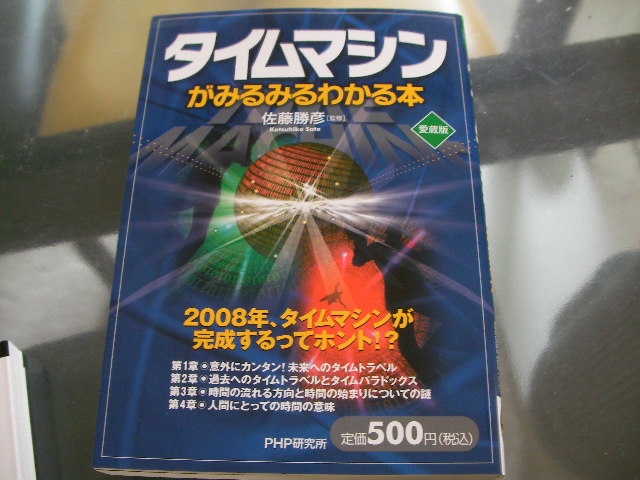 タイムマシン
がみるみるわかる本
佐藤勝彦[監修]
Katsuhiko Sato
愛蔵版
TIME
MACHINE
2008年、タイムマシンが
完成するってホント!?
第1章●意外にカンタン!未来へのタイムトラベル
第2章●過去へのタイムトラベルとタイムパラドックス
第3章●時間の流れる方向と時間の始まりについての謎
第4章●人間にとっての時間の意味
PHP研究所
定価500円(税込)